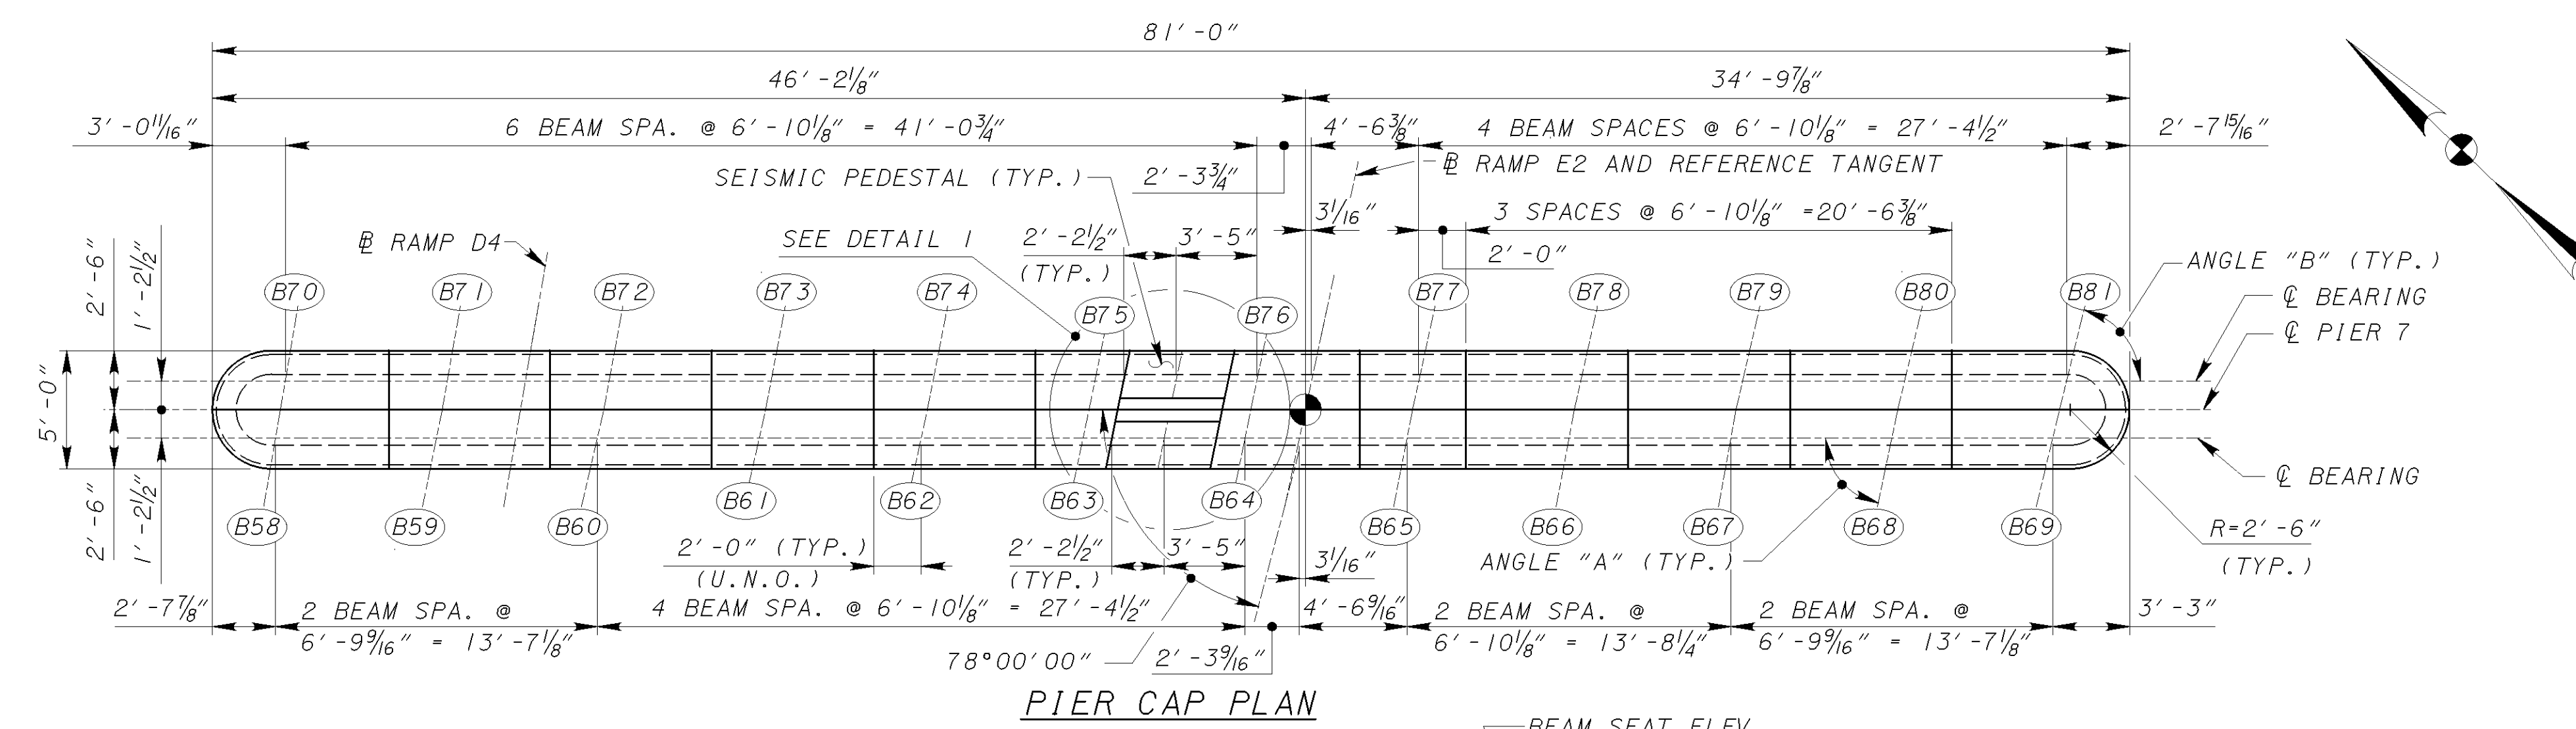 81'-0"
46'-2 1/8"
34'-9 7/8"
3'-0 11/16"
6 BEAM SPA. @ 6'-10 1/8" = 41'-0 3/4"
4'-6 3/8"
4 BEAM SPACES @ 6'-10 1/8" = 27'-4 1/2"
2'-7 15/16"
SEISMIC PEDESTAL (TYP.)
2'-3 3/4"
℄ RAMP E2 AND REFERENCE TANGENT
3 1/16"
3 SPACES @ 6'-10 1/8" =20'-6 3/8"
℄ RAMP D4
SEE DETAIL 1
2'-2 1/2"
(TYP.)
3'-5"
2'-0"
ANGLE "B" (TYP.)
2'-6"
1'-2 1/2"
B70
B71
B72
B73
B74
B75
B76
B77
B78
B79
B80
B81
℄ BEARING
℄ PIER 7
5'-0"
2'-6"
1'-2 1/2"
℄ BEARING
B58
B59
B60
B61
B62
B63
B64
B65
B66
B67
B68
B69
R=2'-6"
(TYP.)
2'-0" (TYP.)
(U.N.O.)
2'-2 1/2"
(TYP.)
3'-5"
3 1/16"
ANGLE "A" (TYP.)
2'-7 7/8"
2 BEAM SPA. @
6'-9 9/16" = 13'-7 1/8"
4 BEAM SPA. @ 6'-10 1/8" = 27'-4 1/2"
4'-6 9/16"
2 BEAM SPA. @
6'-10 1/8" = 13'-8 1/4"
2 BEAM SPA. @
6'-9 9/16" = 13'-7 1/8"
3'-3"
78°00'00"
2'-3 9/16"
PIER CAP PLAN
BEAM SEAT ELEV